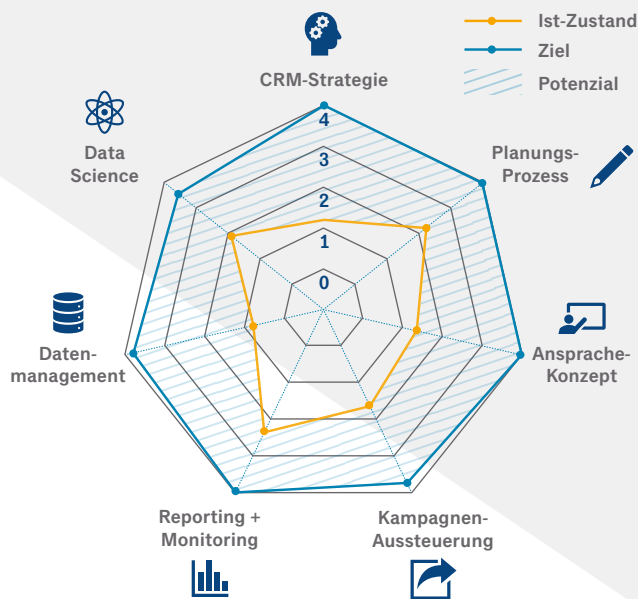 Ist-Zustand
Ziel
Potenzial
CRM-Strategie
4
3
2
1
0
Data
Science
Planungs-
Prozess
Daten-
management
Ansprache-
Konzept
Reporting +
Monitoring
Kampagnen-
Aussteuerung